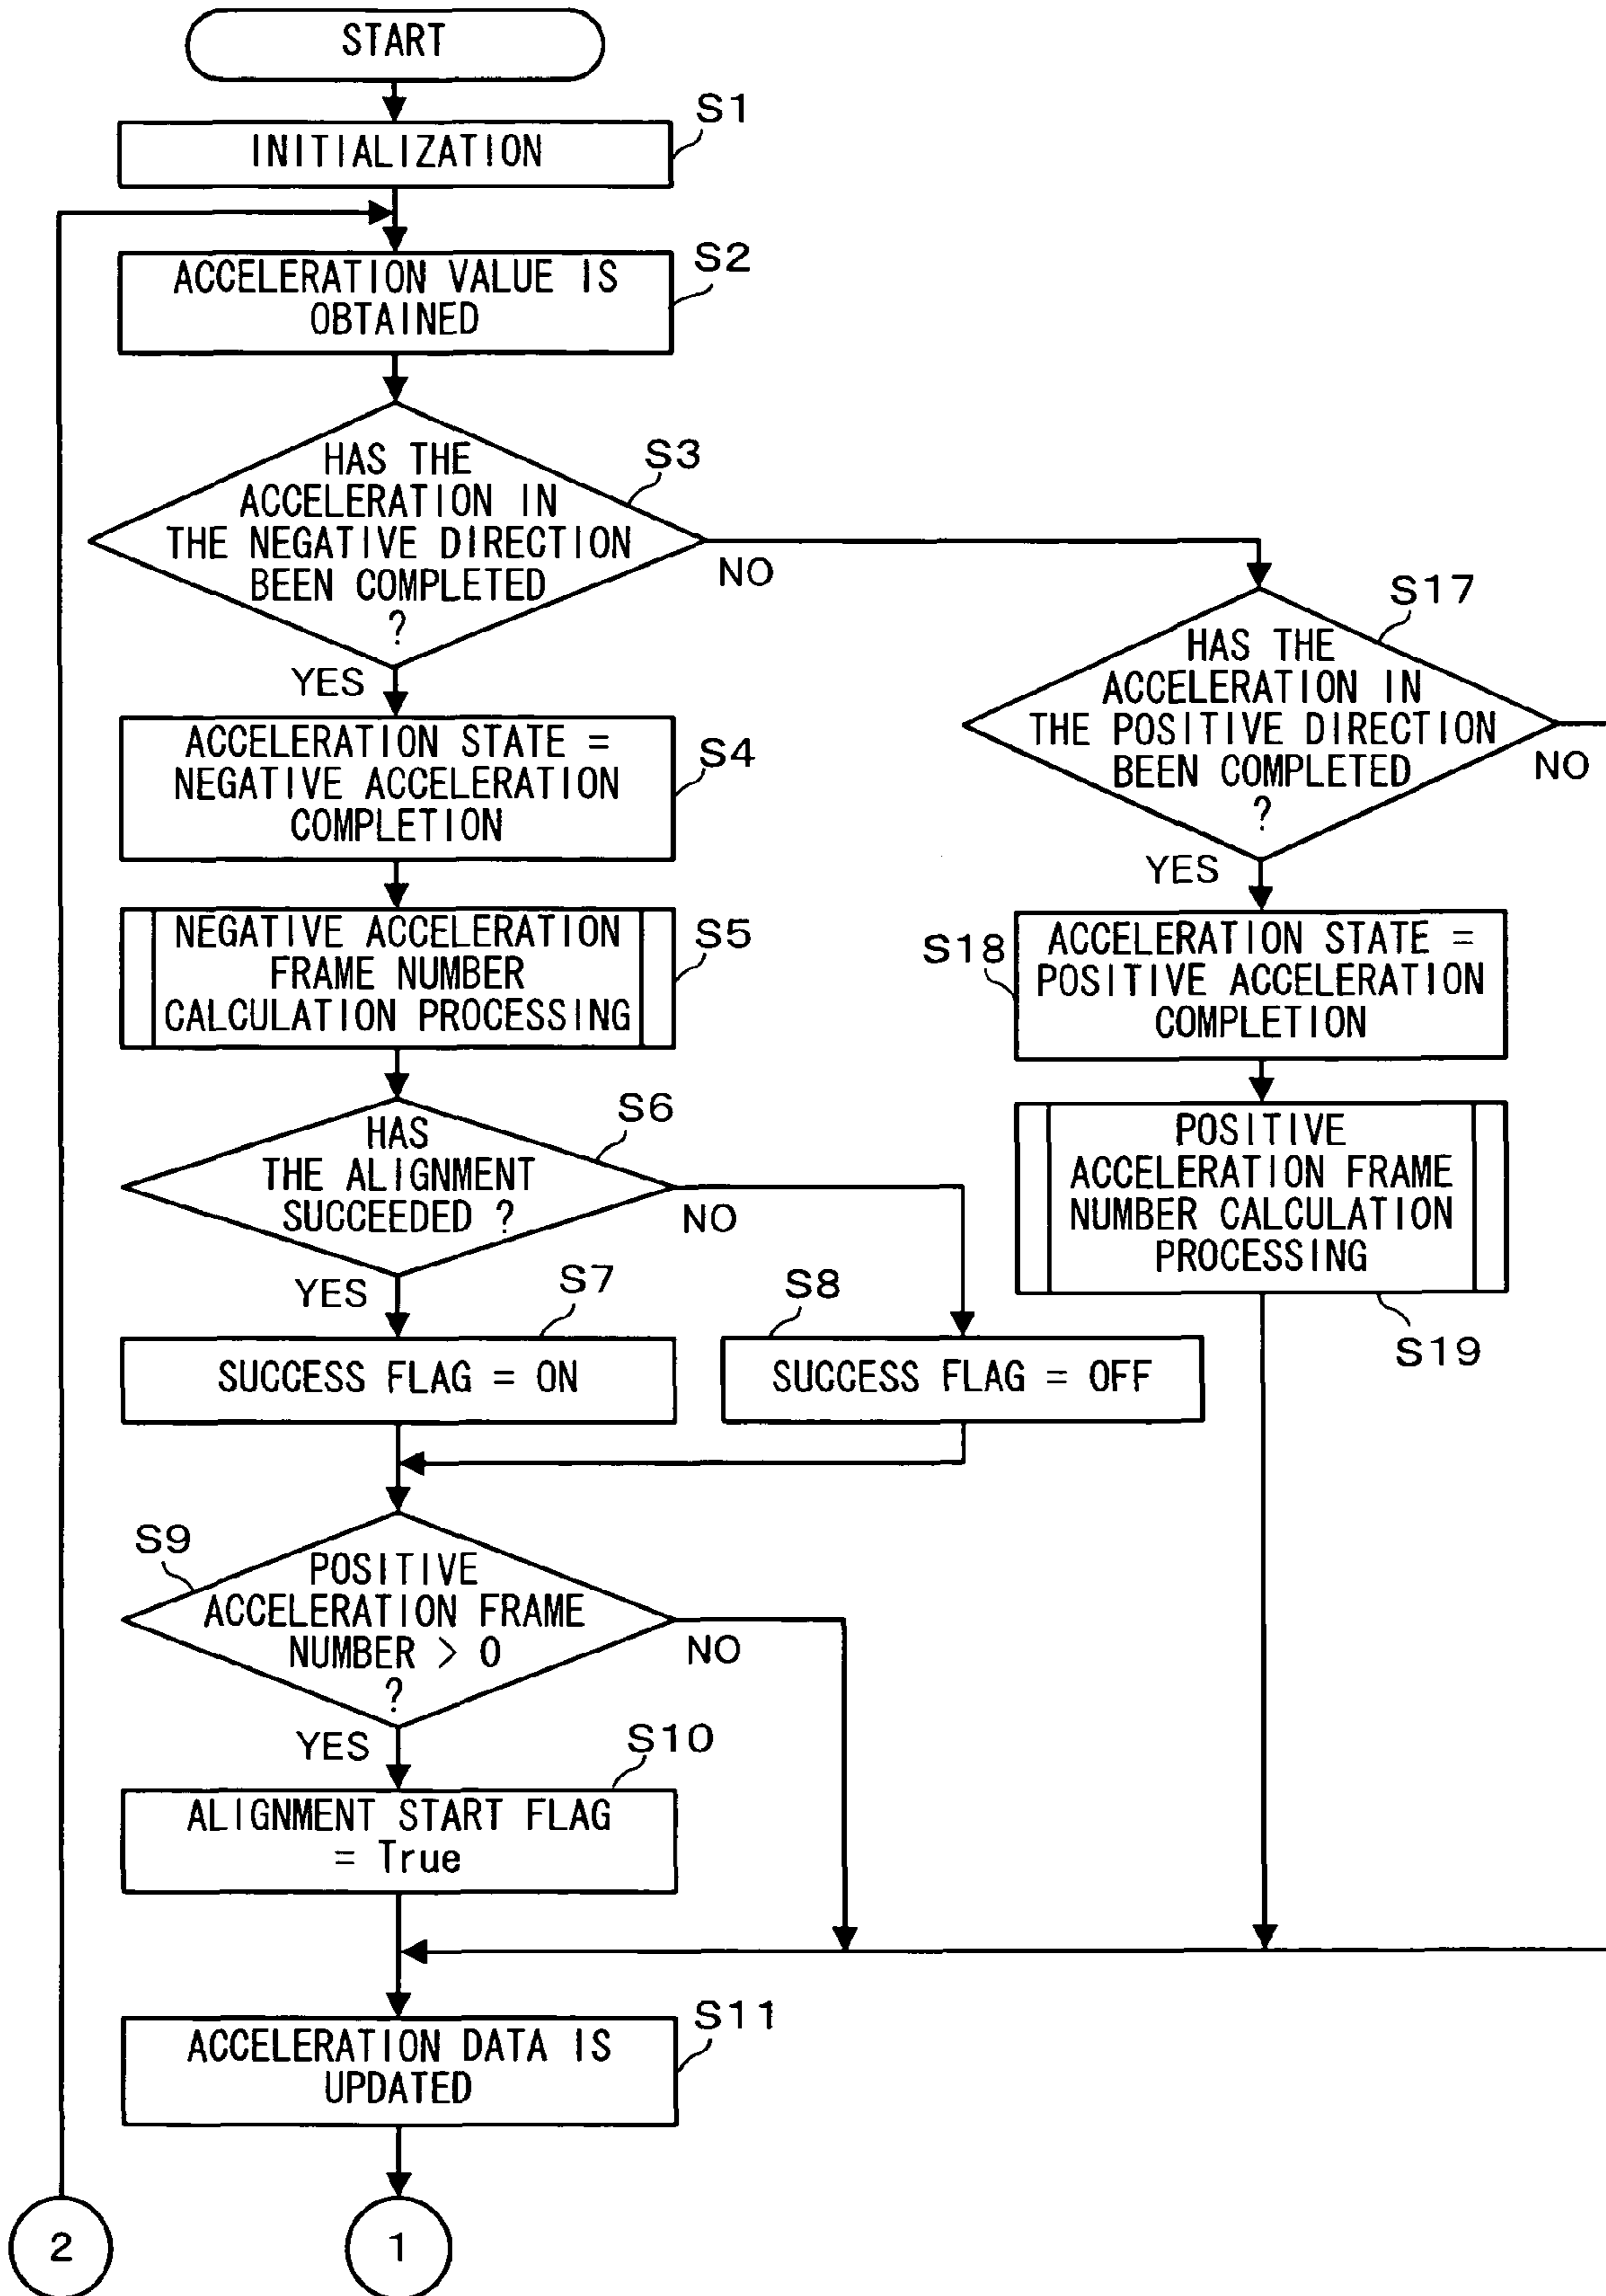 START
S1
INITIALIZATION
S2
ACCELERATION VALUE IS
OBTAINED
S3
HAS THE
ACCELERATION IN
THE NEGATIVE DIRECTION
BEEN COMPLETED
?
NO
YES
S17
HAS THE
ACCELERATION IN
THE POSITIVE DIRECTION
BEEN COMPLETED
?
NO
YES
S4
ACCELERATION STATE =
NEGATIVE ACCELERATION
COMPLETION
S5
NEGATIVE ACCELERATION
FRAME NUMBER
CALCULATION PROCESSING
S18
ACCELERATION STATE =
POSITIVE ACCELERATION
COMPLETION
S6
HAS
THE ALIGNMENT
SUCCEEDED ?
NO
YES
POSITIVE
ACCELERATION FRAME
NUMBER CALCULATION
PROCESSING
S19
S7
SUCCESS FLAG = ON
S8
SUCCESS FLAG = OFF
S9
POSITIVE
ACCELERATION FRAME
NUMBER > 0
?
NO
YES
S10
ALIGNMENT START FLAG
= True
S11
ACCELERATION DATA IS
UPDATED
2
1